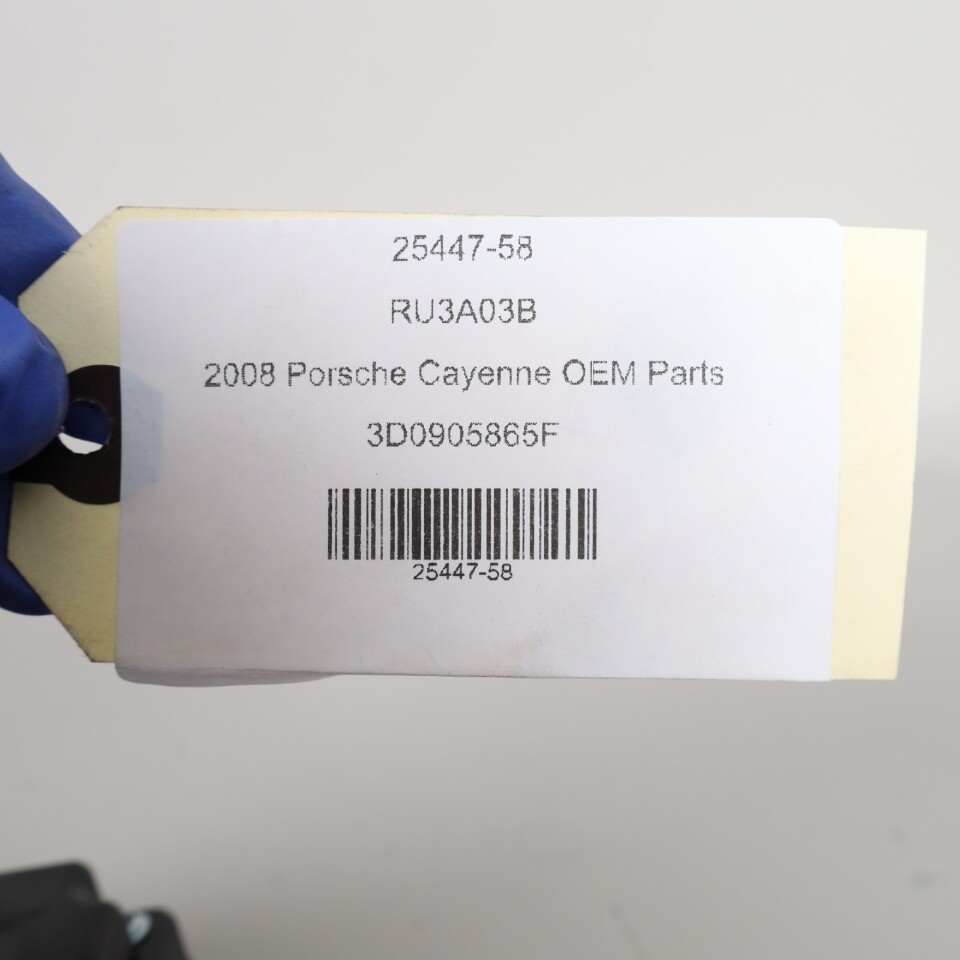 25447-58
RU3A03B
2008 Porsche Cayenne OEM Parts
3D0905865F
25447-58